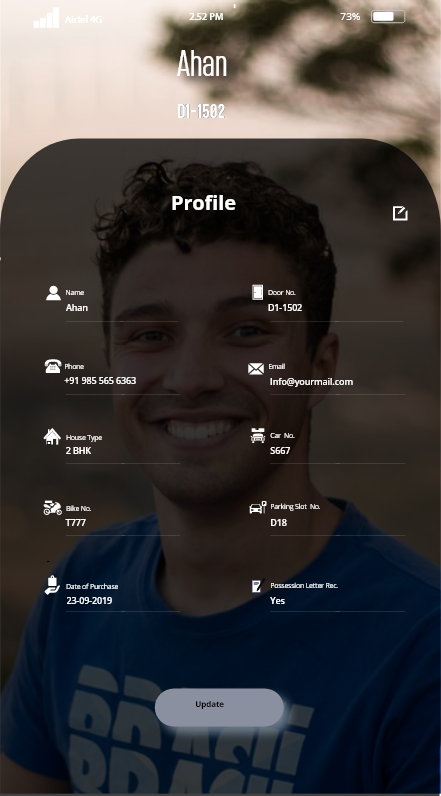 Airtel 4G 2.52 PM 73%
Ahan
D1-1502
Profile
Name Door No.
Ahan D1-1502
Phone Email
+91 985 565 6363 Info@yourmail.com
House Type Car No.
2 BHK S667
Bike No. Parking Slot No.
T777 D18
Date of Purchase Possession Letter Rec.
23-09-2019 Yes
Update